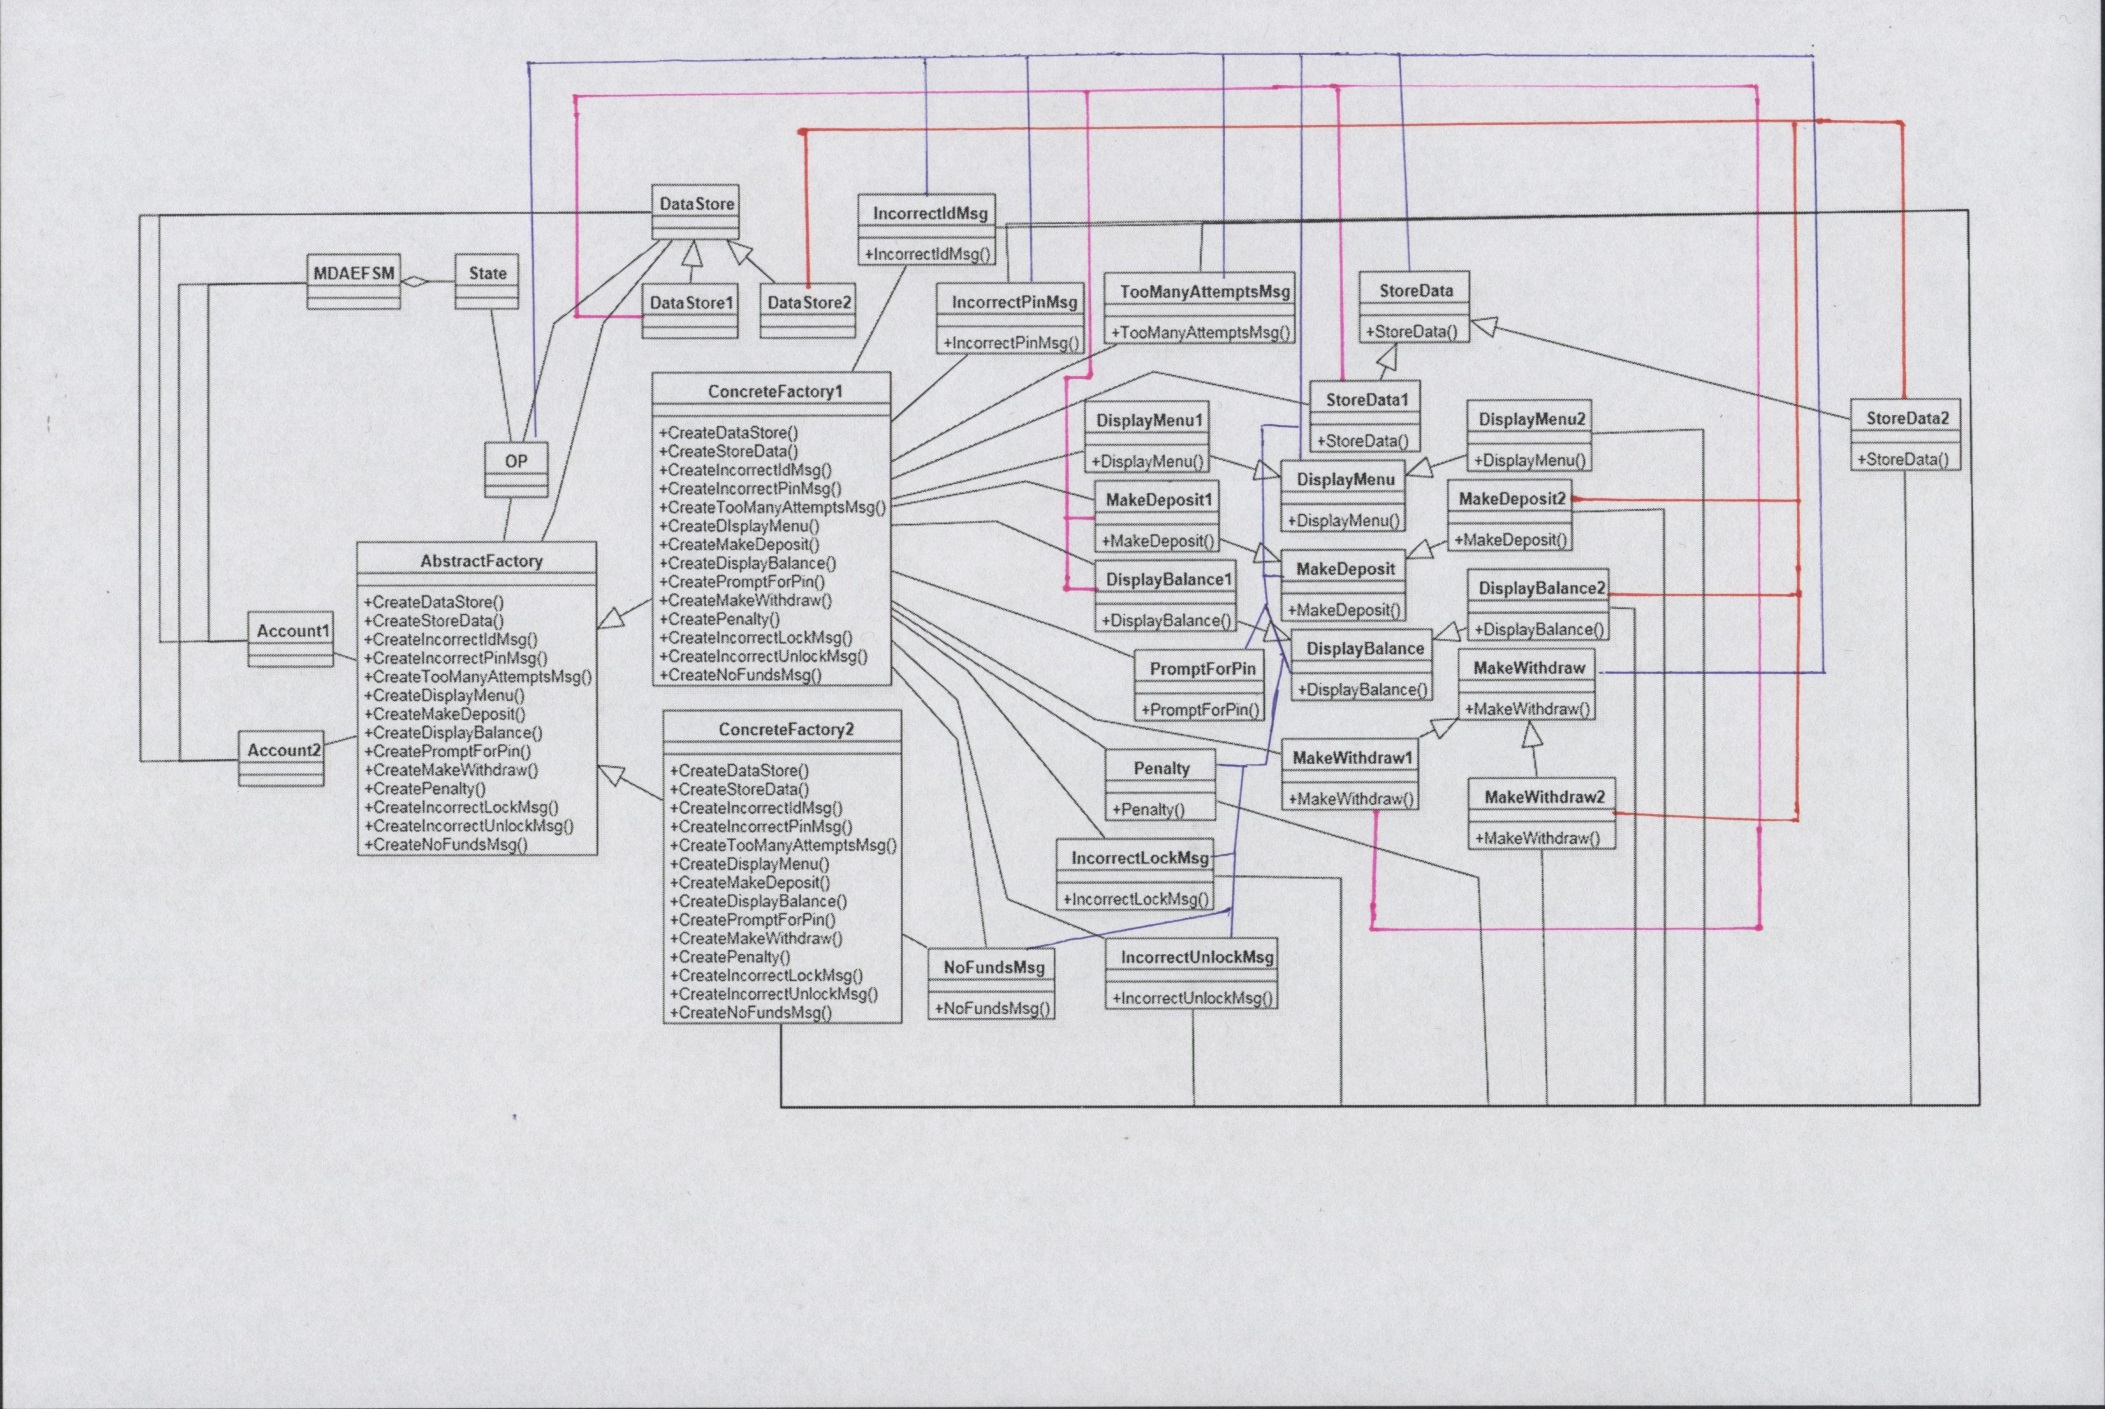 DataStore
IncorrectIdMsg
+IncorrectIdMsg()
MDAEFSM
State
DataStore1
DataStore2
IncorrectPinMsg
+IncorrectPinMsg()
TooManyAttemptsMsg
+TooManyAttemptsMsg()
StoreData
+StoreData()
ConcreteFactory1
+CreateDataStore()
+CreateStoreData()
+CreateIncorrectIdMsg()
+CreateIncorrectPinMsg()
+CreateTooManyAttemptsMsg()
+CreateDIsplayMenu()
+CreateMakeDeposit()
+CreateDisplayBalance()
+CreatePromptForPin()
+CreateMakeWithdraw()
+CreatePenalty()
+CreateIncorrectLockMsg()
+CreateIncorrectUnlockMsg()
+CreateNoFundsMsg()
StoreData1
+StoreData()
DisplayMenu1
+DisplayMenu()
DisplayMenu2
+DisplayMenu()
StoreData2
+StoreData()
OP
DisplayMenu
+DisplayMenu()
MakeDeposit1
+MakeDeposit()
MakeDeposit2
+MakeDeposit()
AbstractFactory
+CreateDataStore()
+CreateStoreData()
+CreateIncorrectIdMsg()
+CreateIncorrectPinMsg()
+CreateTooManyAttemptsMsg()
+CreateDisplayMenu()
+CreateMakeDeposit()
+CreateDisplayBalance()
+CreatePromptForPin()
+CreateMakeWithdraw()
+CreatePenalty()
+CreateIncorrectLockMsg()
+CreateIncorrectUnlockMsg()
+CreateNoFundsMsg()
MakeDeposit
+MakeDeposit()
DisplayBalance1
+DisplayBalance()
DisplayBalance2
+DisplayBalance()
Account1
DisplayBalance
+DisplayBalance()
PromptForPin
+PromptForPin()
MakeWithdraw
+MakeWithdraw()
Account2
ConcreteFactory2
+CreateDataStore()
+CreateStoreData()
+CreateIncorrectIdMsg()
+CreateIncorrectPinMsg()
+CreateTooManyAttemptsMsg()
+CreateDisplayMenu()
+CreateMakeDeposit()
+CreateDisplayBalance()
+CreatePromptForPin()
+CreateMakeWithdraw()
+CreatePenalty()
+CreateIncorrectLockMsg()
+CreateIncorrectUnlockMsg()
+CreateNoFundsMsg()
Penalty
+Penalty()
MakeWithdraw1
+MakeWithdraw()
MakeWithdraw2
+MakeWithdraw()
IncorrectLockMsg
+IncorrectLockMsg()
NoFundsMsg
+NoFundsMsg()
IncorrectUnlockMsg
+IncorrectUnlockMsg()